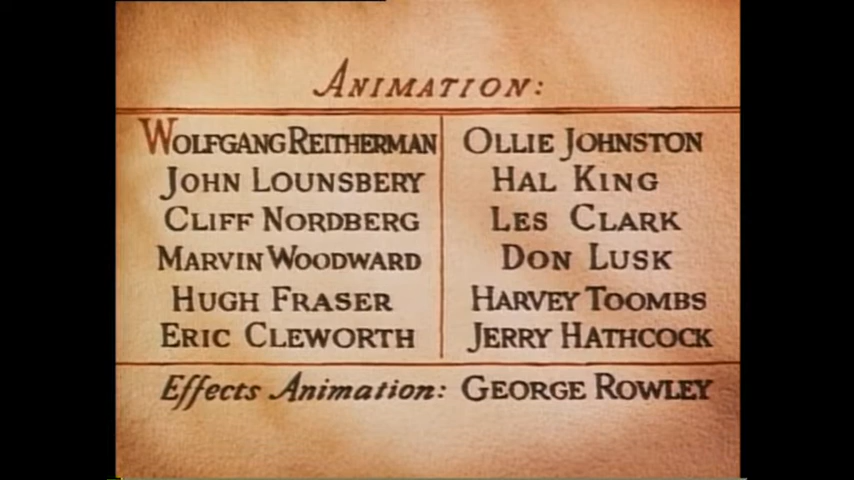 Animation:
Wolfgang Reitherman
John Lounsbery
Cliff Nordberg
Marvin Woodward
Hugh Fraser
Eric Cleworth
Ollie Johnston
Hal King
Les Clark
Don Lusk
Harvey Toombs
Jerry Hathcock
Effects Animation: George Rowley